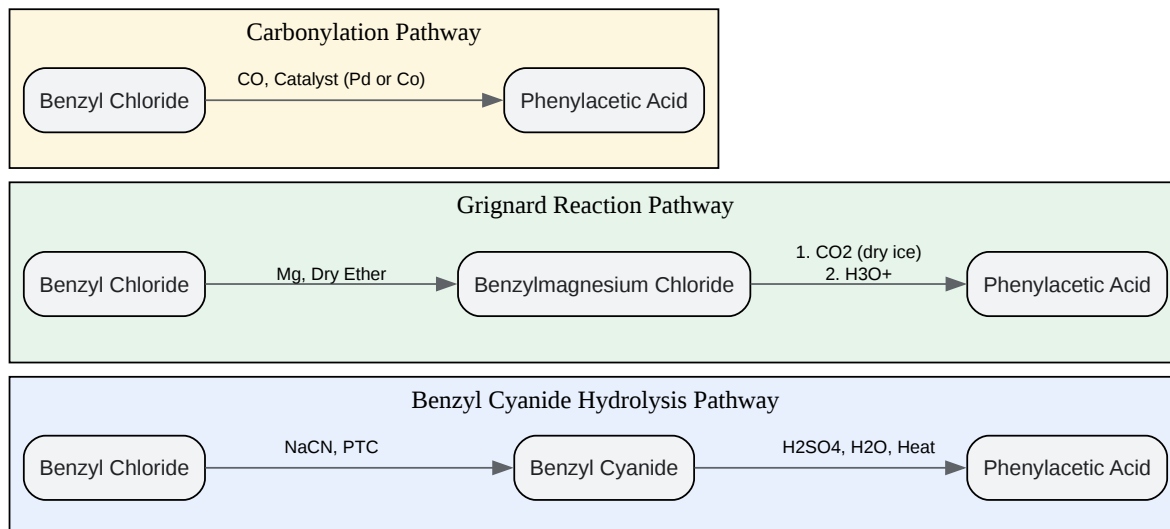 Carbonylation Pathway
CO, Catalyst (Pd or Co)
Benzyl Chloride
Phenylacetic Acid
Grignard Reaction Pathway
1. CO2 (dry ice)
2. H3O+
Mg, Dry Ether
Benzyl Chloride
Benzylmagnesium Chloride
Phenylacetic Acid
Benzyl Cyanide Hydrolysis Pathway
NaCN, PTC
H2SO4, H2O, Heat
Benzyl Chloride
Benzyl Cyanide
Phenylacetic Acid